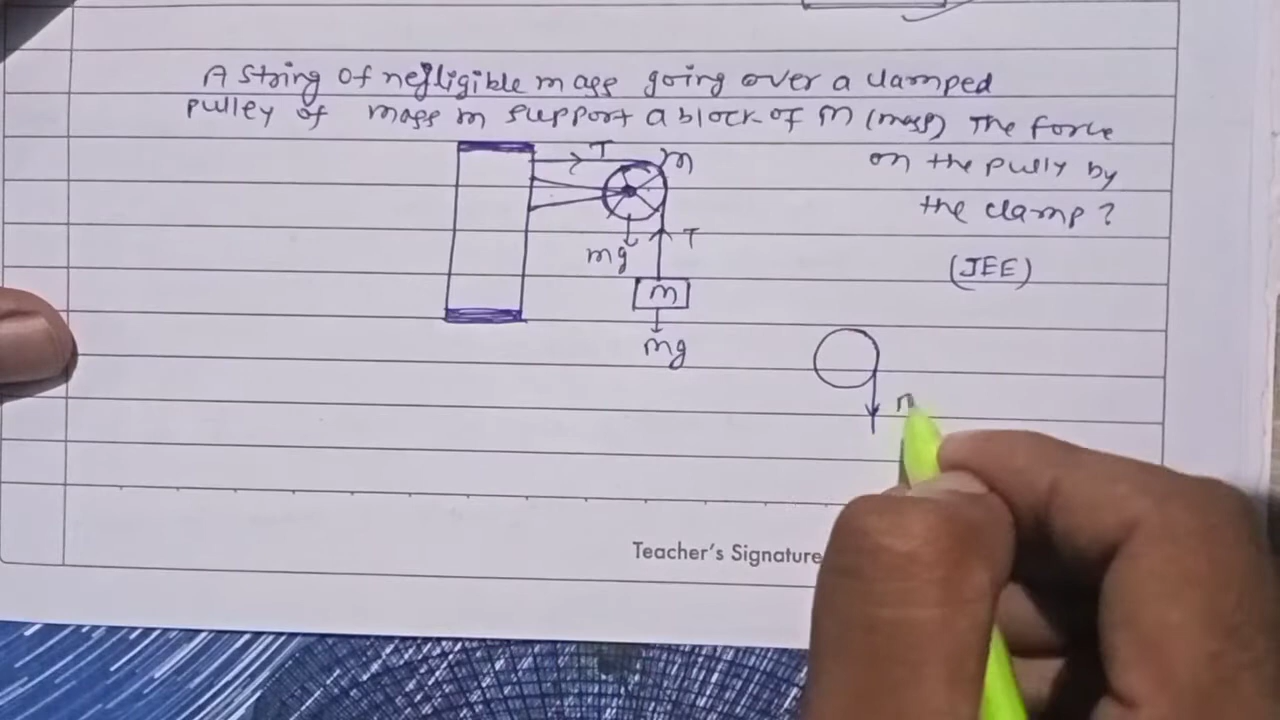 A string of negligible mass going over a clamped
pulley of mass m support a block of M (mass) The force
on the pully by
the clamp?
(JEE)
T
m
T
mg
m
mg
Teacher's Signature